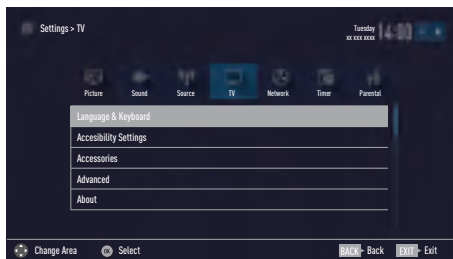 Settings > TV
Tuesday
xx xxx xxxx
14:00
Picture Sound Source TV Network Timer Parental
Language & Keyboard
Accesibility Settings
Accessories
Advanced
About
Change Area OK Select BACK Back EXIT Exit